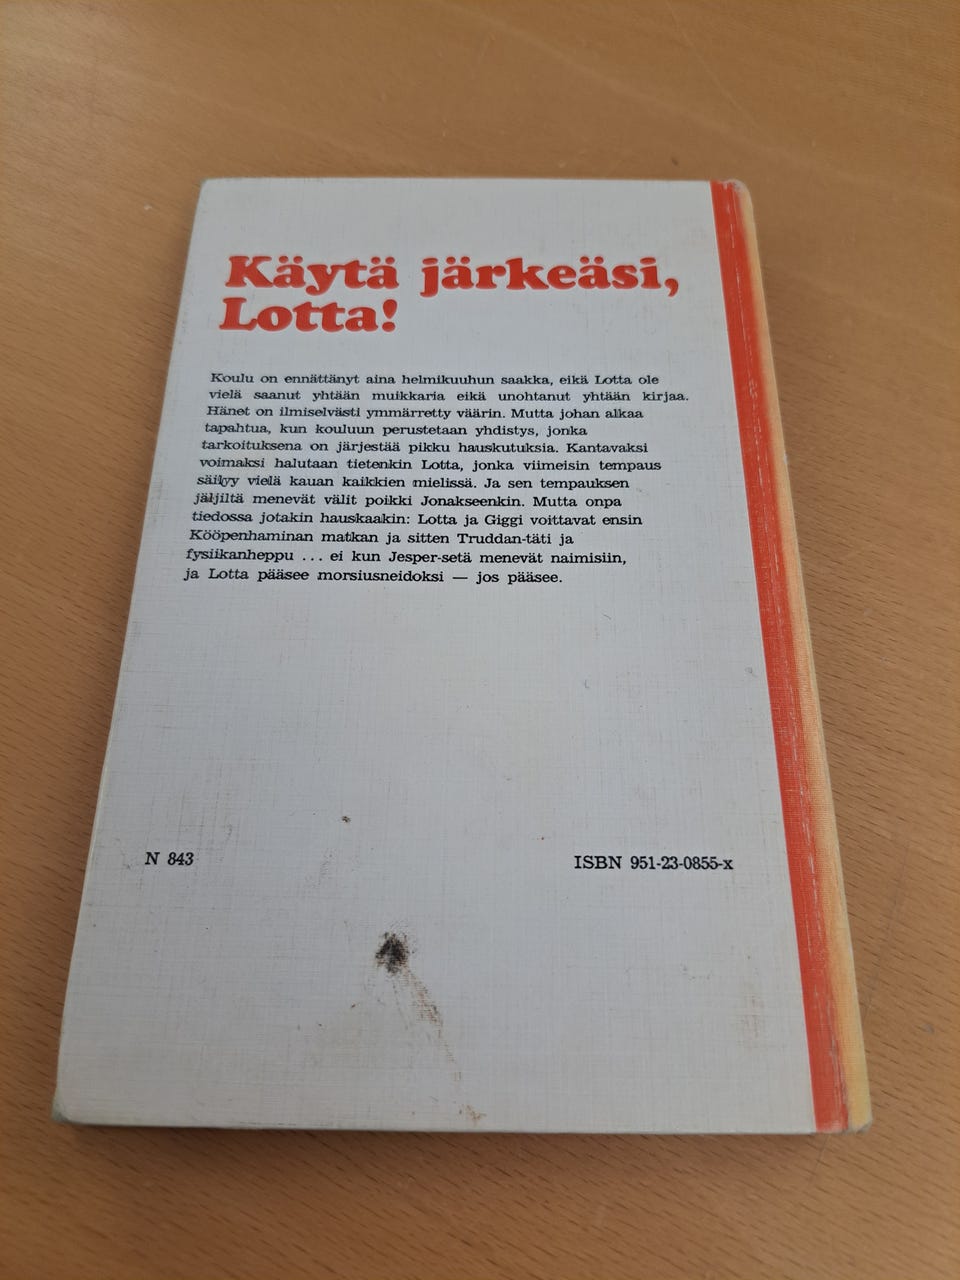 Käytä järkeäsi,
Lotta!
Koulu on ennättänyt aina helmikuuhun saakka, eikä Lotta ole
vielä saanut yhtään muikkaria eikä unohtanut yhtään kirjaa.
Hänet on ilmiselvästi ymmärretty väärin. Mutta johan alkaa
tapahtua, kun kouluun perustetaan yhdistys, jonka
tarkoituksena on järjestää pikku hauskutuksia. Kantavaksi
voimaksi halutaan tietenkin Lotta, jonka viimeisin tempaus
säilyy vielä kauan kaikkien mielissä. Ja sen tempauksen
jäljiltä menevät välit poikki Jonakseenkin. Mutta onpa
tiedossa jotakin hauskaakin: Lotta ja Giggi voittavat ensin
Kööpenhaminan matkan ja sitten Truddan-täti ja
fysiikanheppu ... ei kun Jesper-setä menevät naimisiin,
ja Lotta pääsee morsiusneidoksi — jos pääsee.
N 843
ISBN 951-23-0855-x